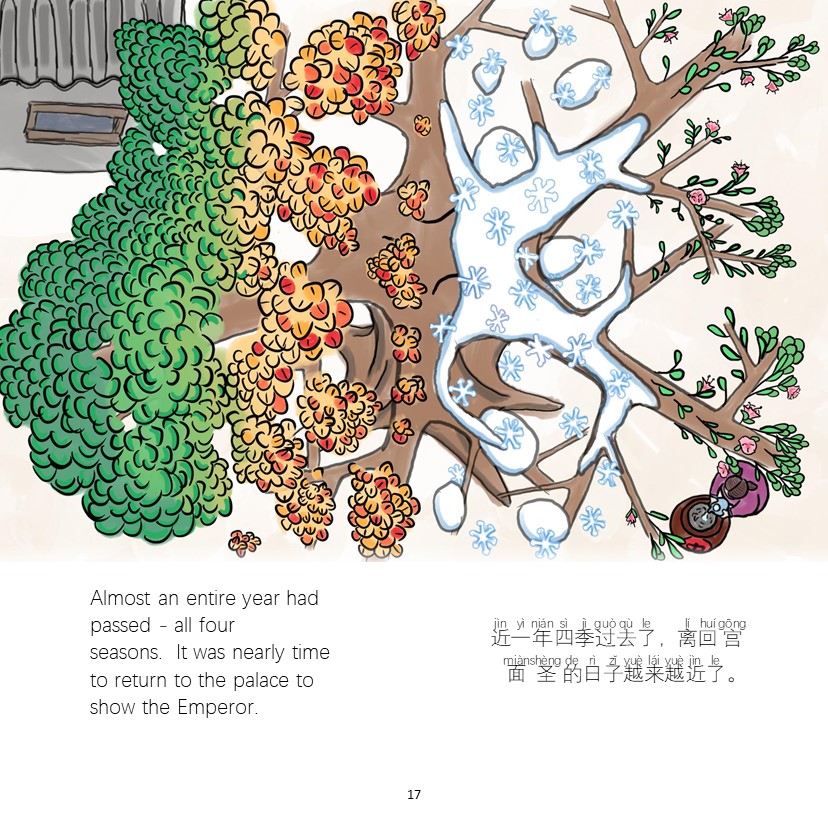 Almost an entire year had
passed - all four
seasons. It was nearly time
to return to the palace to
show the Emperor.
jìn yì nián sì jì guò qù le lí huí gōng
近一年四季过去了，离回宫
miàn shèng de rì zǐ yuè lái yuè jìn le
面圣的日子越来越近了。
17